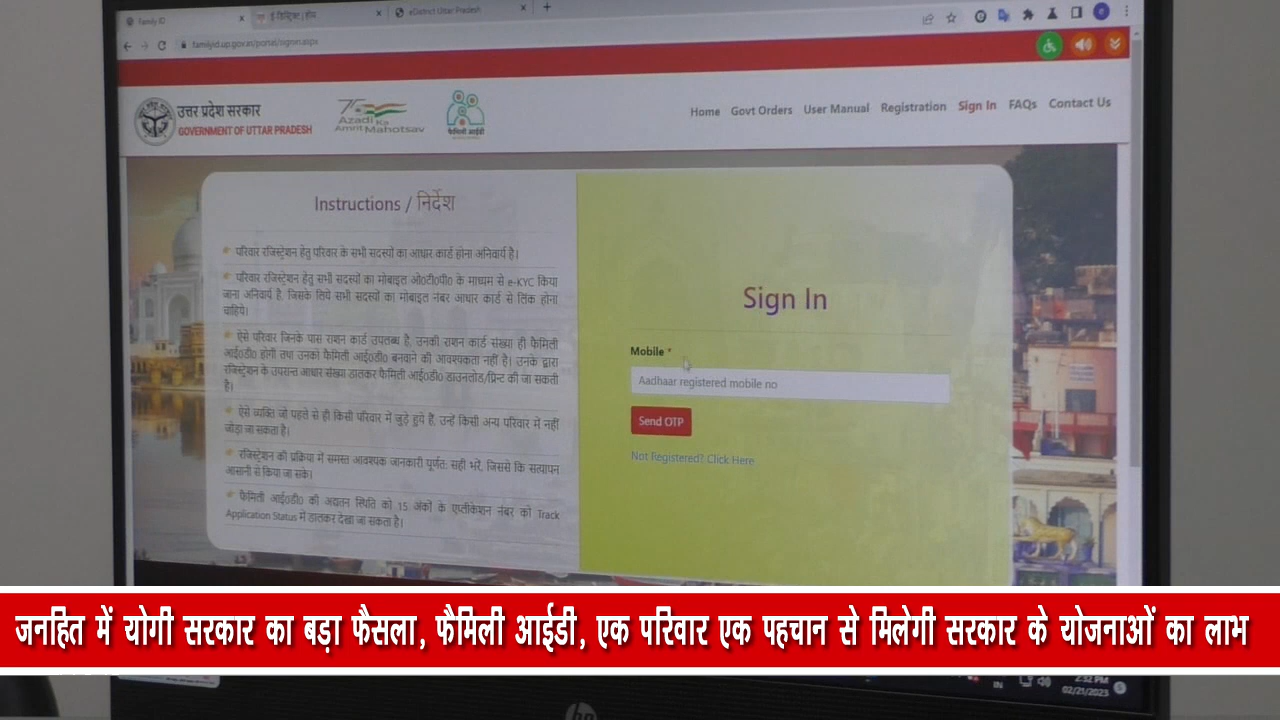 Family ID
ई-डिस्ट्रिक्ट | होम
eDistrict Uttar Pradesh
familyid.up.gov.in/portal/signin.aspx
उत्तर प्रदेश सरकार
GOVERNMENT OF UTTAR PRADESH
Azadi Ka
Amrit Mahotsav
फैमिली आईडी
Home Govt Orders User Manual Registration Sign In FAQs Contact Us
Instructions / निर्देश
परिवार रजिस्ट्रेशन हेतु परिवार के सभी सदस्यों का आधार कार्ड होना अनिवार्य है।
परिवार रजिस्ट्रेशन हेतु सभी सदस्यों का मोबाइल ओ0टी0पी0 के माध्यम से e-KYC किया
जाना अनिवार्य है, जिसके लिये सभी सदस्यों का मोबाइल नंबर आधार कार्ड से लिंक होना
चाहिये।
ऐसे परिवार जिनके पास राशन कार्ड उपलब्ध है, उनकी राशन कार्ड संख्या ही फैमिली
आई0डी0 होगी तथा उनको फैमिली आई0डी0 बनवाने की आवश्यकता नहीं है। उनके द्वारा
रजिस्ट्रेशन के उपरान्त आधार संख्या डालकर फैमिली आई0डी0 डाउनलोड/प्रिन्ट की जा सकती
है।
ऐसे व्यक्ति जो पहले से ही किसी परिवार में जुड़े हुये हैं, उन्हें किसी अन्य परिवार में नहीं
जोड़ा जा सकता है।
रजिस्ट्रेशन की प्रक्रिया में समस्त आवश्यक जानकारी पूर्णत: सही भरें, जिससे कि सत्यापन
आसानी से किया जा सके।
फैमिली आई0डी0 की अद्यतन स्थिति को 15 अंकों के एप्लीकेशन नंबर को Track
Application Status में डालकर देखा जा सकता है।
Sign In
Mobile *
Aadhaar registered mobile no
Send OTP
Not Registered? Click Here
जनहित में योगी सरकार का बड़ा फैसला, फैमिली आईडी, एक परिवार एक पहचान से मिलेगी सरकार के योजनाओं का लाभ
IN
2:32 PM
02/21/2023
hp